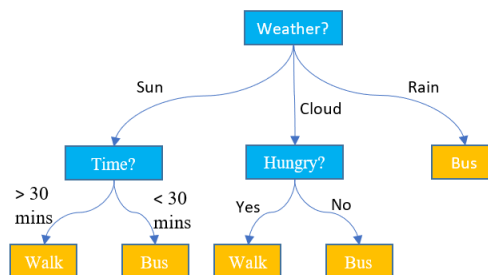 Weather?
Sun
Cloud
Rain
Time?
Hungry?
Bus
> 30
mins
< 30
mins
Yes
No
Walk
Bus
Walk
Bus